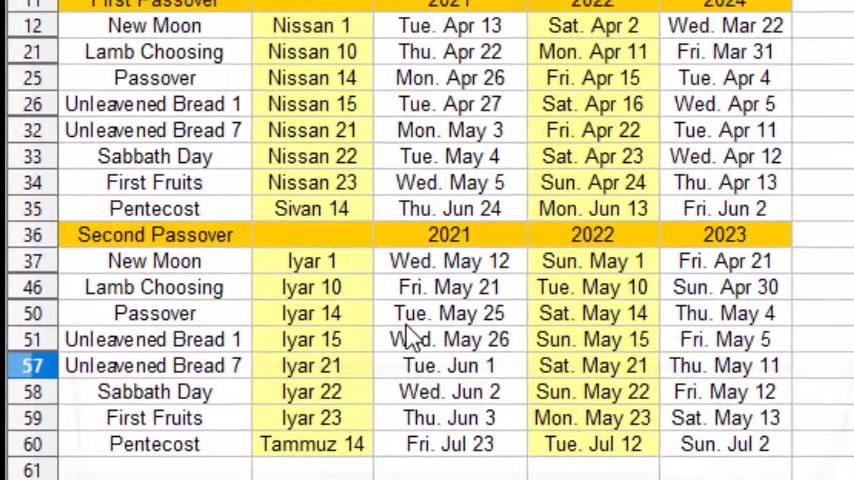 11 First Passover 2021 2022 2024
12 New Moon Nissan 1 Tue. Apr 13 Sat. Apr 2 Wed. Mar 22
21 Lamb Choosing Nissan 10 Thu. Apr 22 Mon. Apr 11 Fri. Mar 31
25 Passover Nissan 14 Mon. Apr 26 Fri. Apr 15 Tue. Apr 4
26 Unleavened Bread 1 Nissan 15 Tue. Apr 27 Sat. Apr 16 Wed. Apr 5
32 Unleavened Bread 7 Nissan 21 Mon. May 3 Fri. Apr 22 Tue. Apr 11
33 Sabbath Day Nissan 22 Tue. May 4 Sat. Apr 23 Wed. Apr 12
34 First Fruits Nissan 23 Wed. May 5 Sun. Apr 24 Thu. Apr 13
35 Pentecost Sivan 14 Thu. Jun 24 Mon. Jun 13 Fri. Jun 2
36 Second Passover 2021 2022 2023
37 New Moon Iyar 1 Wed. May 12 Sun. May 1 Fri. Apr 21
46 Lamb Choosing Iyar 10 Fri. May 21 Tue. May 10 Sun. Apr 30
50 Passover Iyar 14 Tue. May 25 Sat. May 14 Thu. May 4
51 Unleavened Bread 1 Iyar 15 Wed. May 26 Sun. May 15 Fri. May 5
57 Unleavened Bread 7 Iyar 21 Tue. Jun 1 Sat. May 21 Thu. May 11
58 Sabbath Day Iyar 22 Wed. Jun 2 Sun. May 22 Fri. May 12
59 First Fruits Iyar 23 Thu. Jun 3 Mon. May 23 Sat. May 13
60 Pentecost Tammuz 14 Fri. Jul 23 Tue. Jul 12 Sun. Jul 2
61